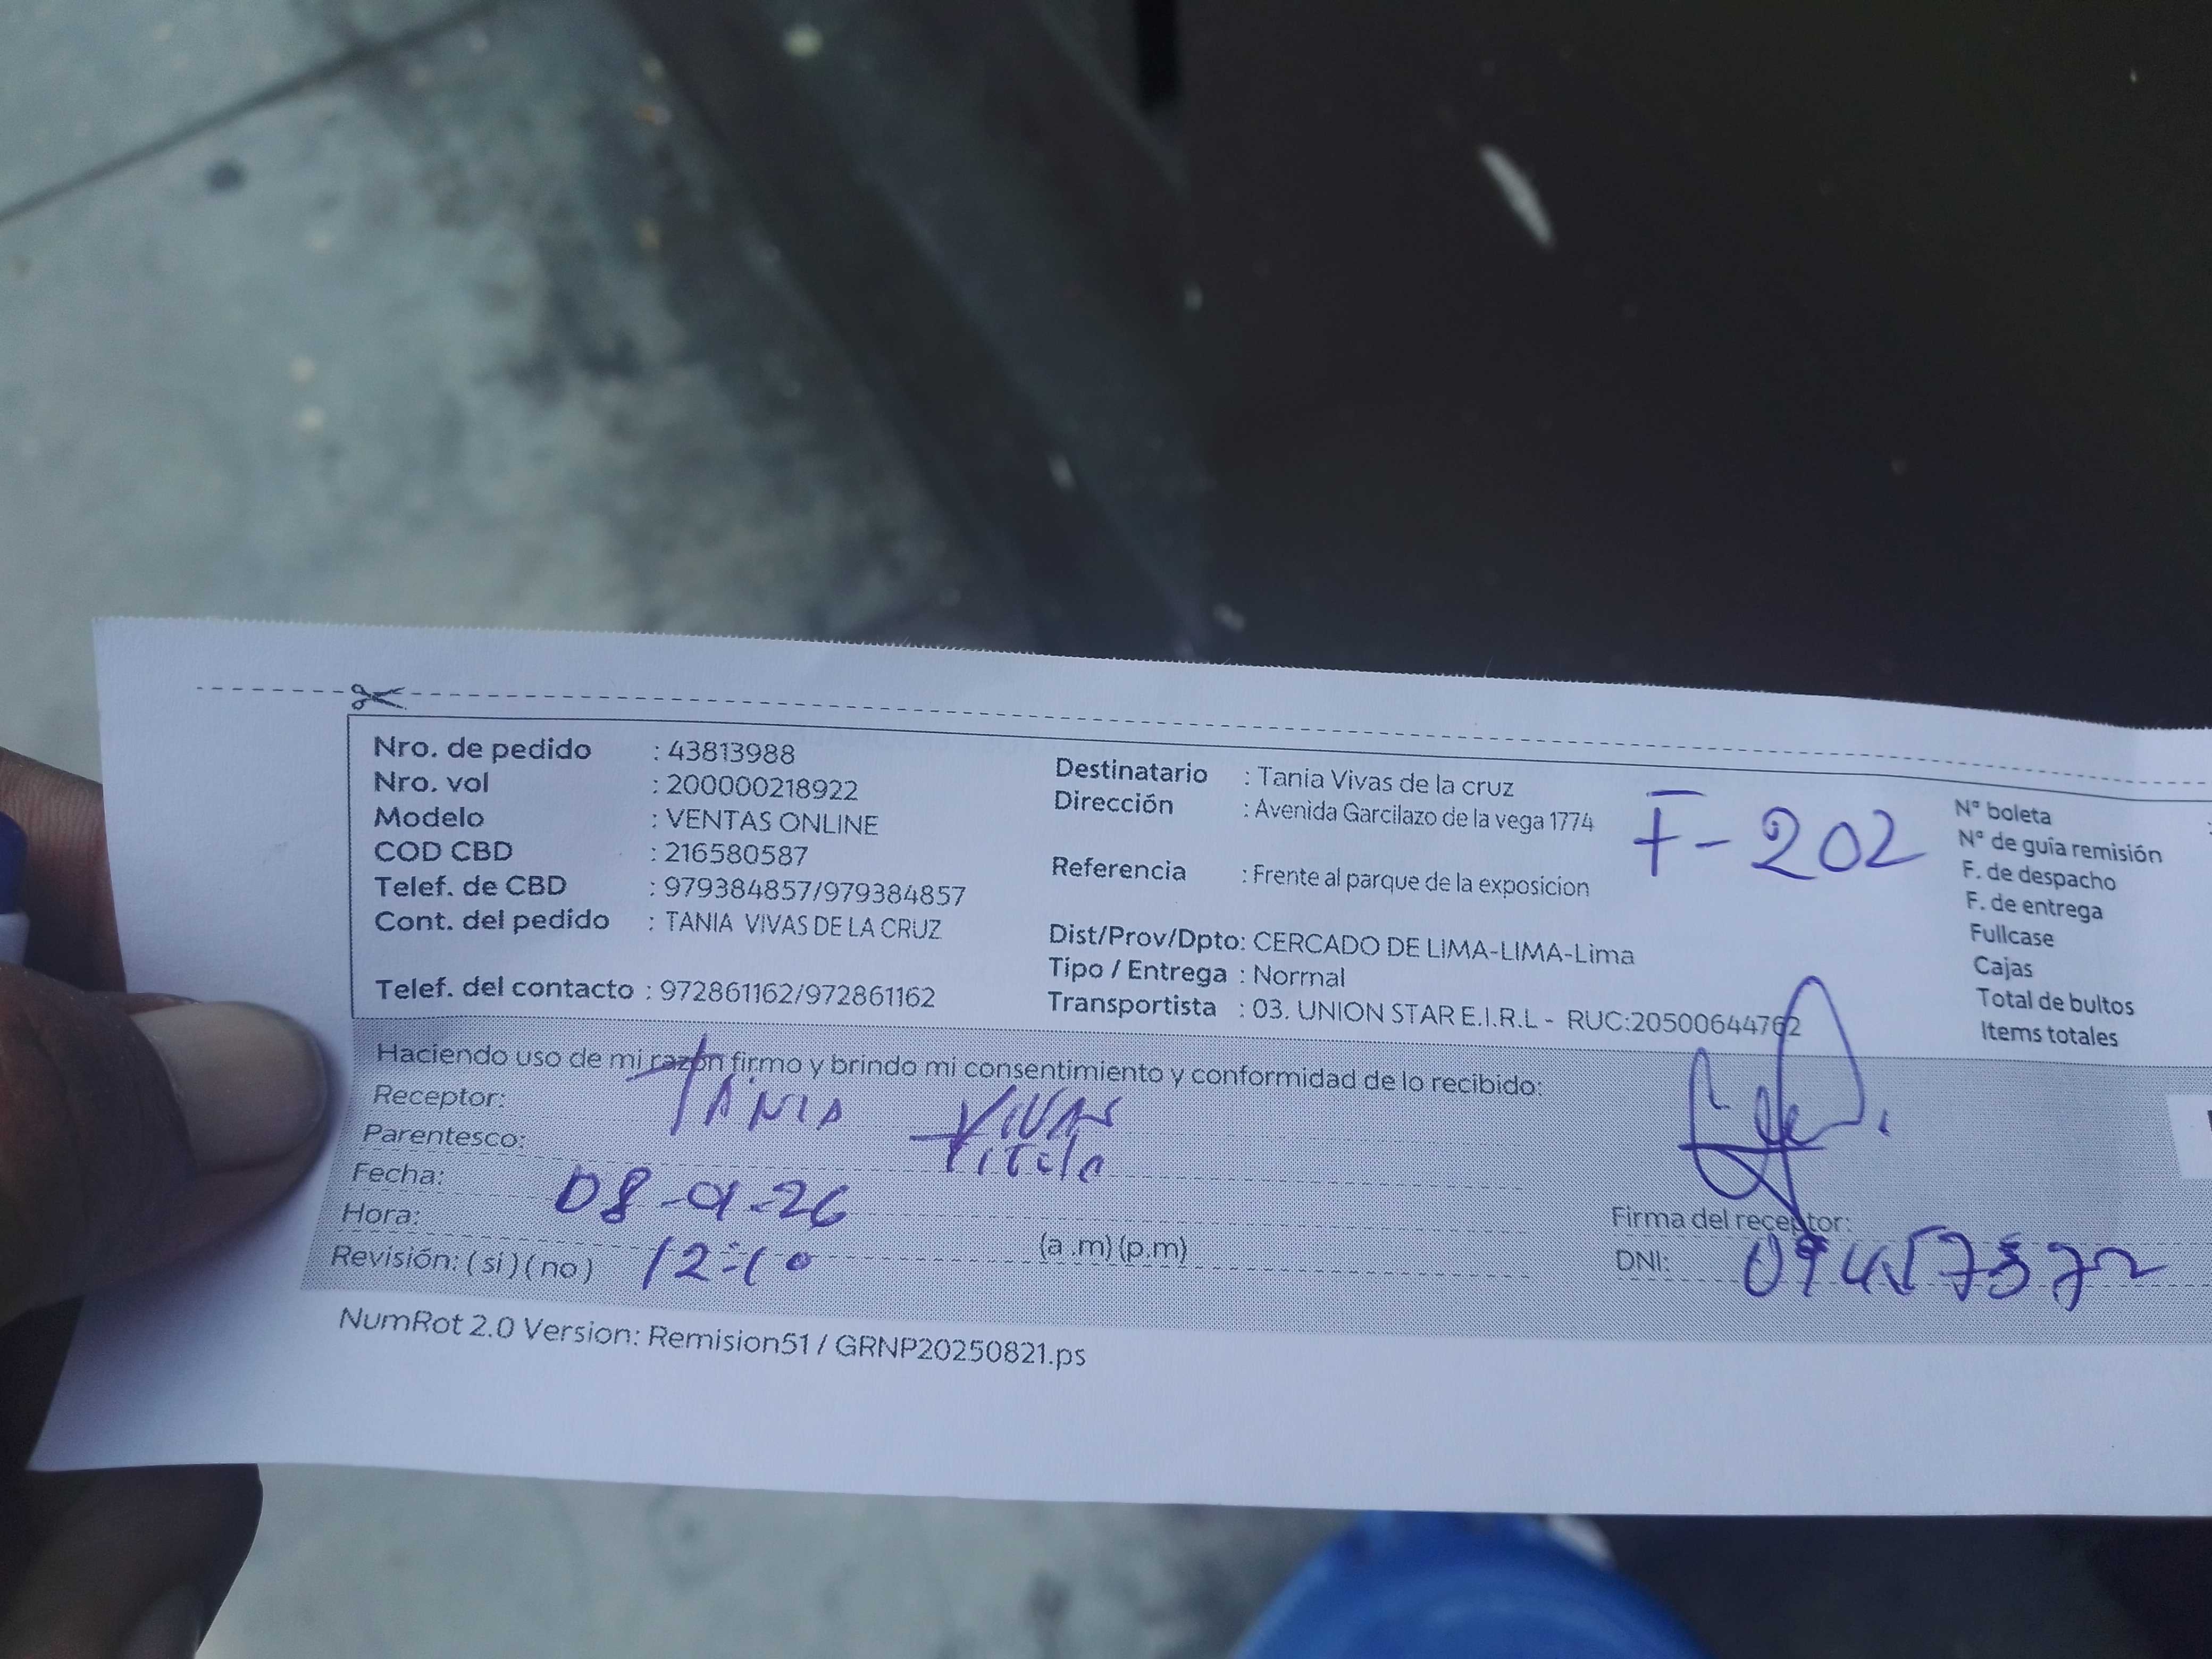 Nro. de pedido : 43813988
Nro. vol : 200000218922
Modelo : VENTAS ONLINE
COD CBD : 216580587
Telef. de CBD : 979384857/979384857
Cont. del pedido : TANIA VIVAS DE LA CRUZ
Telef. del contacto : 972861162/972861162
Destinatario : Tania Vivas de la cruz
Dirección : Avenida Garcilazo de la vega 1774
F-202
Referencia : Frente al parque de la exposicion
Dist/Prov/Dpto: CERCADO DE LIMA-LIMA-Lima
Tipo / Entrega : Normal
Transportista : 03. UNION STAR E.I.R.L - RUC:20500644762
N° boleta
N° de guia remisión
F. de despacho
F. de entrega
Fullcase
Cajas
Total de bultos
Items totales
Haciendo uso de mi razón firmo y brindo mi consentimiento y conformidad de lo recibido:
Receptor: TANIA VIVAS
Parentesco:
Fecha: 08-01-26
Hora: 12:10 (a .m) (p.m)
Revisión: ( si ) ( no )
Firma del receptor:
DNI:
NumRot 2.0 Version: Remision51 / GRNP20250821.ps